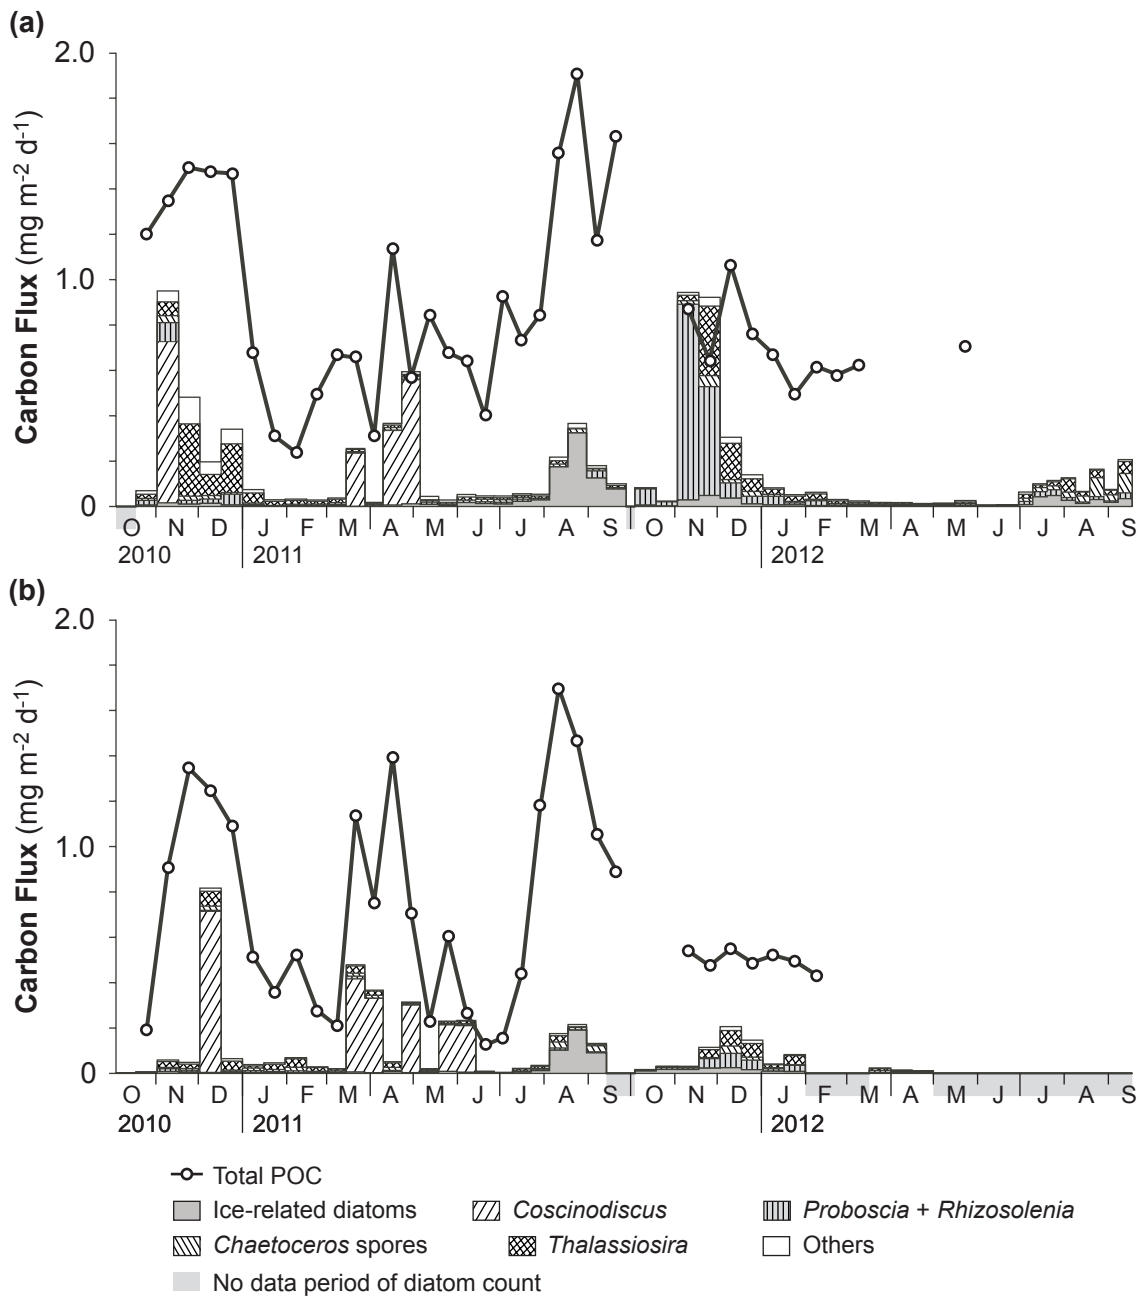 (a)
2.0
1.0
0
Carbon Flux (mg m-2 d-1)
O N D J F M A M J J A S O N D J F M A M J J A S
2010 2011 2012
(b)
2.0
1.0
0
Carbon Flux (mg m-2 d-1)
O N D J F M A M J J A S O N D J F M A M J J A S
2010 2011 2012
Total POC
Ice-related diatoms Coscinodiscus Proboscia + Rhizosolenia
Chaetoceros spores Thalassiosira Others
No data period of diatom count